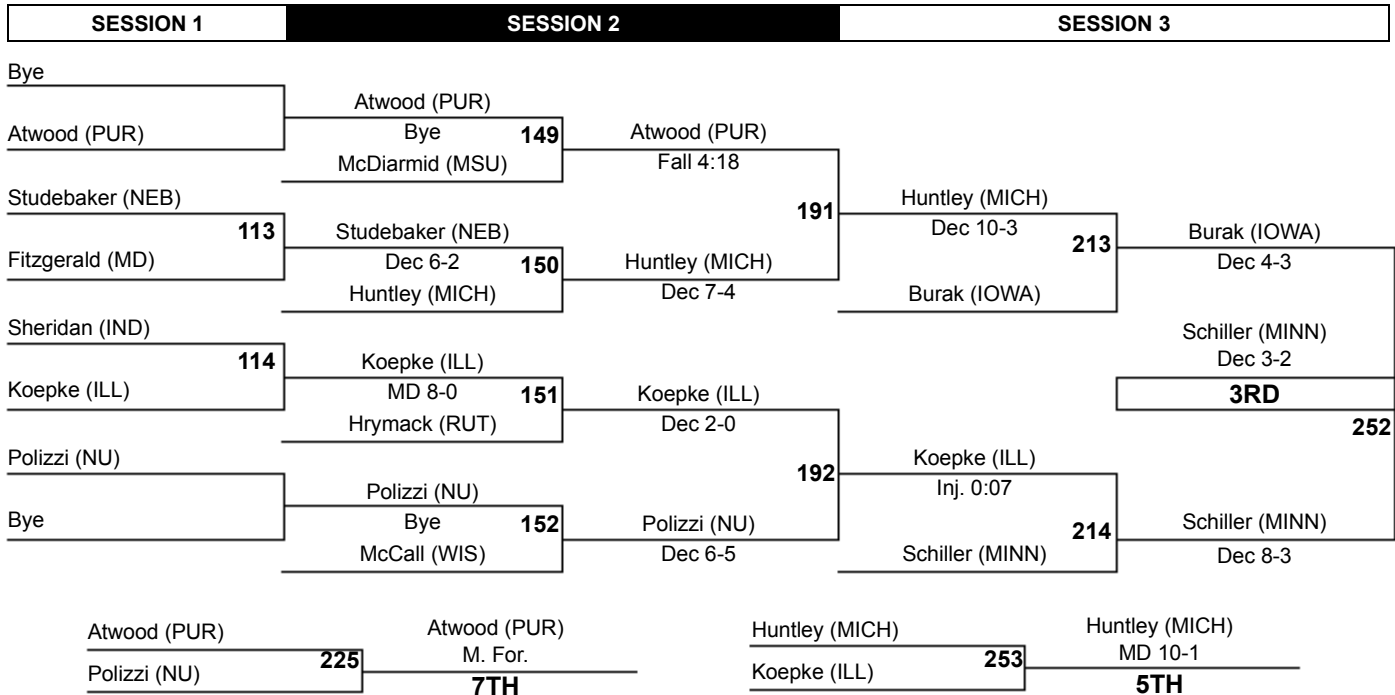 SESSION 1 SESSION 2 SESSION 3
Bye
Atwood (PUR)
Atwood (PUR)
Bye
149
McDiarmid (MSU)
Atwood (PUR)
Fall 4:18
Studebaker (NEB)
113
Fitzgerald (MD)
Studebaker (NEB)
Dec 6-2
150
Huntley (MICH)
Huntley (MICH)
Dec 7-4
191
Huntley (MICH)
Dec 10-3
213
Burak (IOWA)
Burak (IOWA)
Dec 4-3
Sheridan (IND)
114
Koepke (ILL)
Koepke (ILL)
MD 8-0
151
Hrymack (RUT)
Koepke (ILL)
Dec 2-0
Schiller (MINN)
Dec 3-2
3RD
252
Polizzi (NU)
Bye
Polizzi (NU)
Bye
152
McCall (WIS)
Polizzi (NU)
Dec 6-5
192
Koepke (ILL)
Inj. 0:07
214
Schiller (MINN)
Schiller (MINN)
Dec 8-3
Atwood (PUR)
225
Polizzi (NU)
Atwood (PUR)
M. For.
7TH
Huntley (MICH)
253
Koepke (ILL)
Huntley (MICH)
MD 10-1
5TH